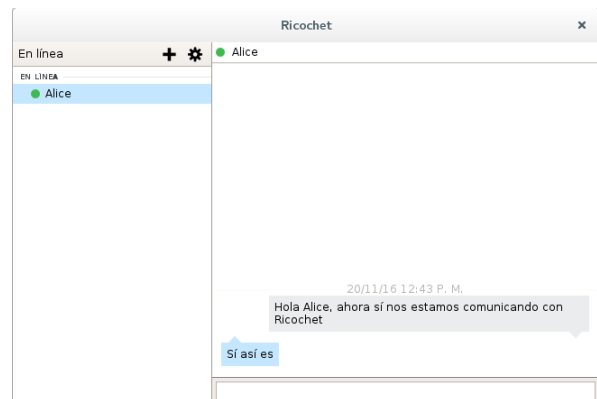 Ricochet
En línea
Alice
EN LÍNEA
Alice
20/11/16 12:43 P. M.
Hola Alice, ahora sí nos estamos comunicando con
Ricochet
Sí así es